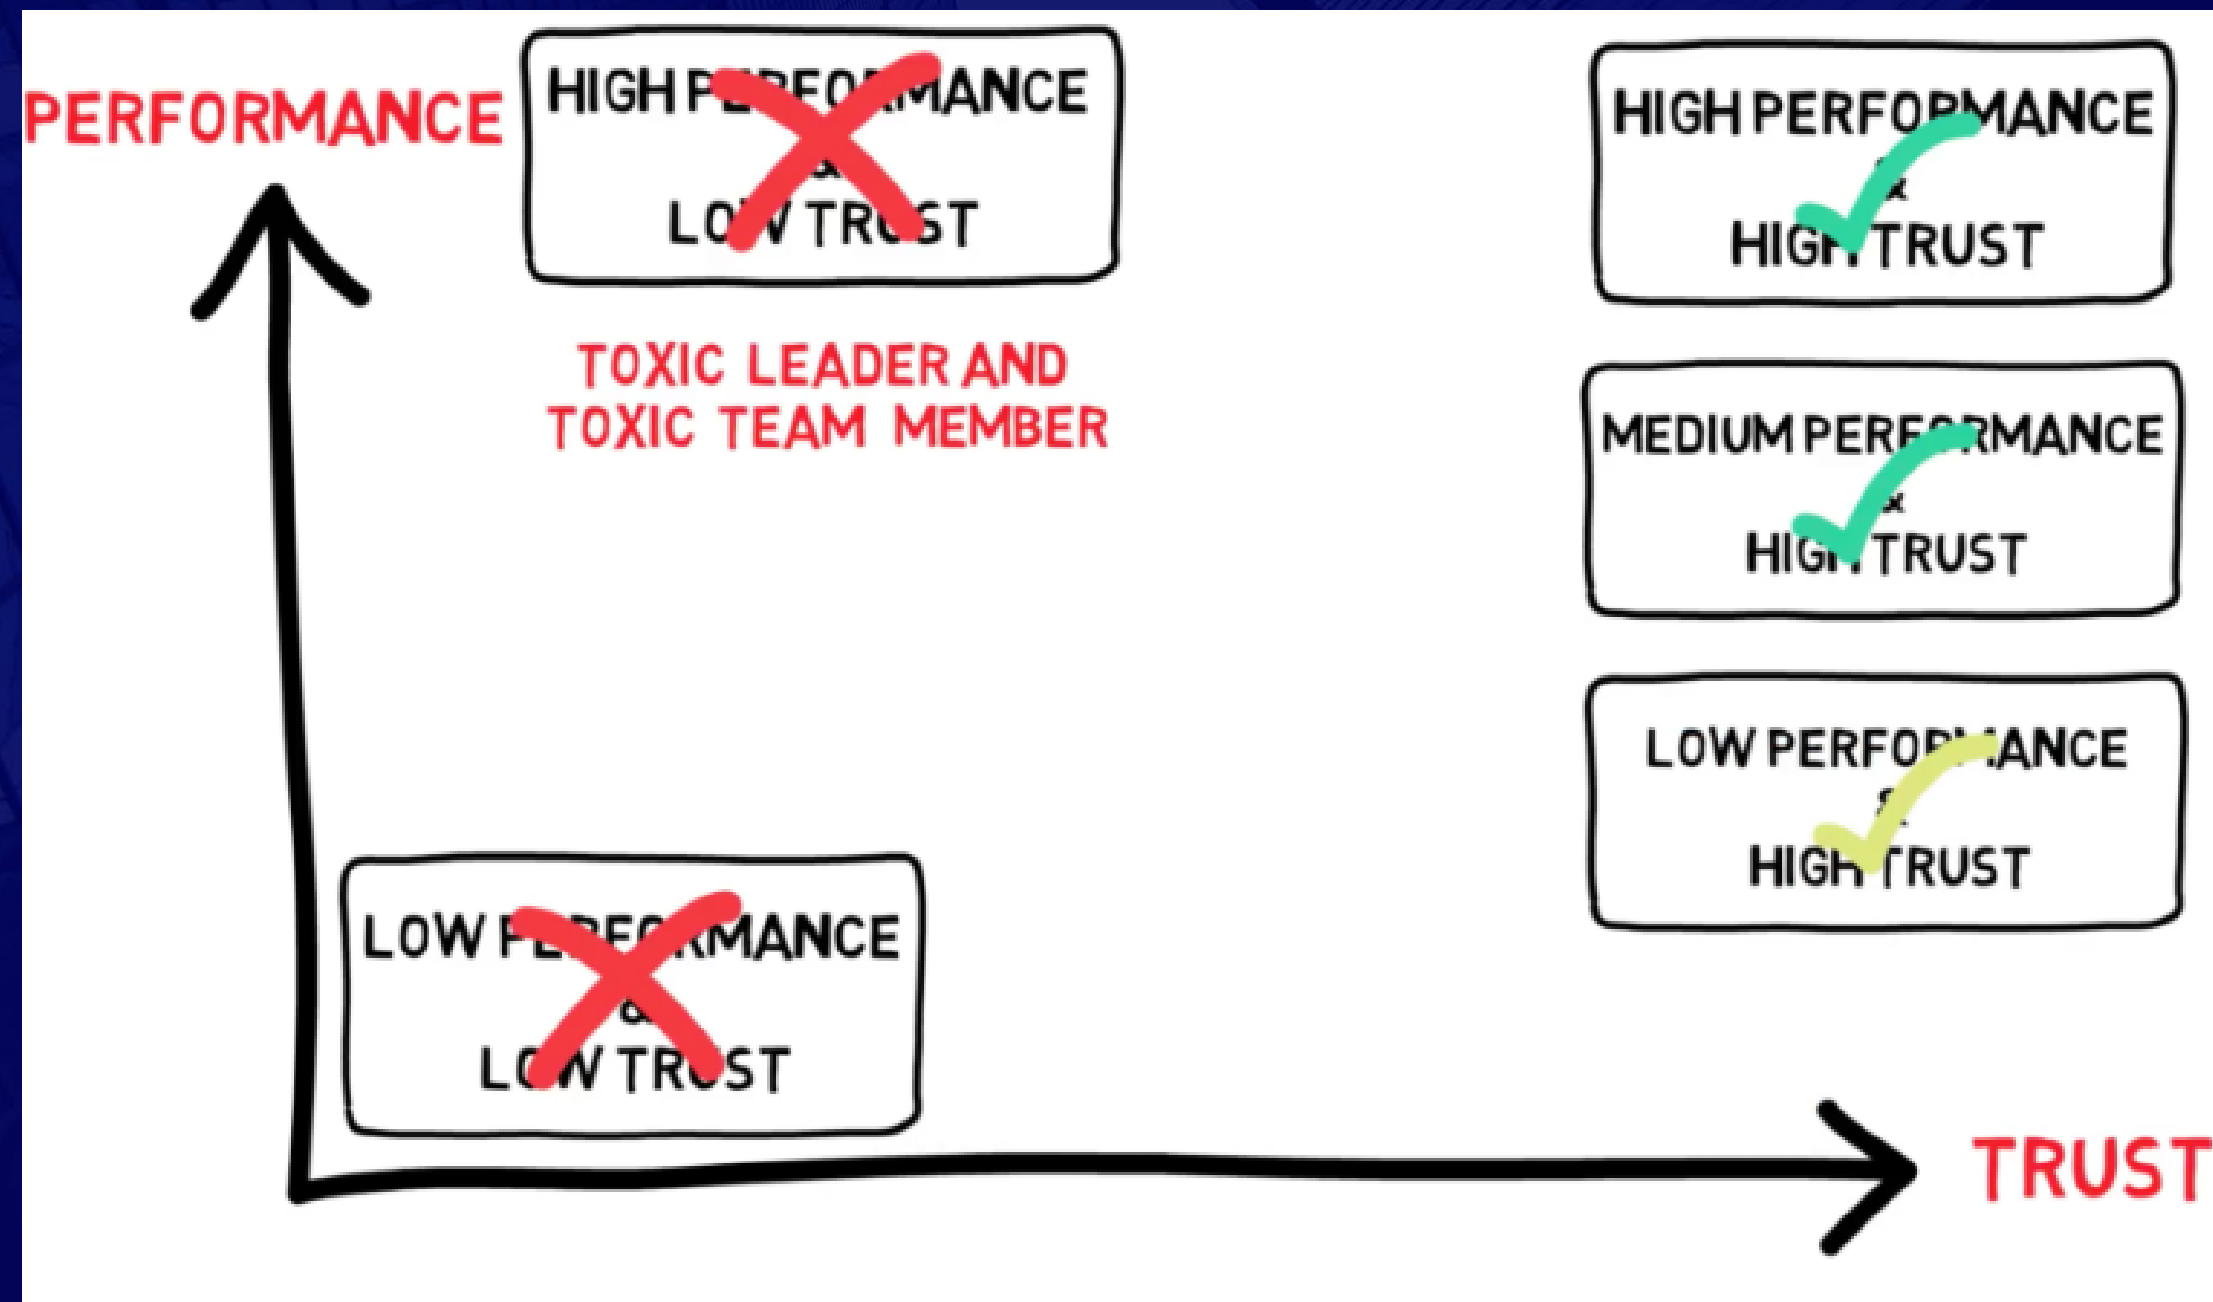 PERFORMANCE
HIGH PERFORMANCE
&
LOW TRUST
TOXIC LEADER AND
TOXIC TEAM MEMBER
HIGH PERFORMANCE
&
HIGH TRUST
MEDIUM PERFORMANCE
&
HIGH TRUST
LOW PERFORMANCE
&
HIGH TRUST
LOW PERFORMANCE
&
LOW TRUST
TRUST